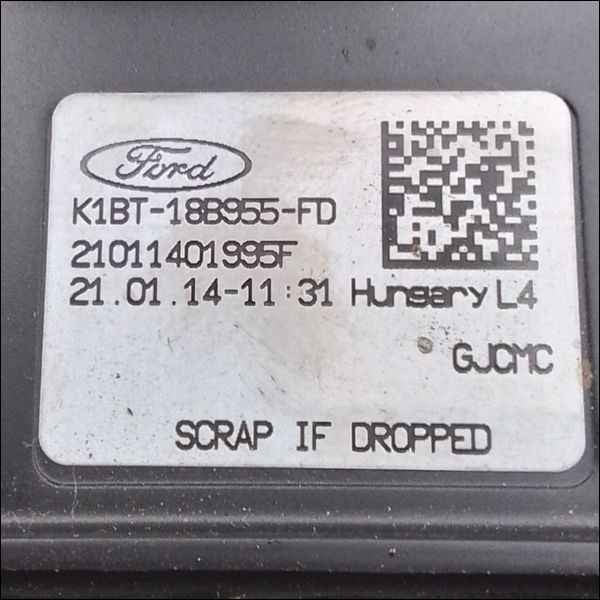 Ford
K1BT-18B955-FD
21011401995F
21.01.14-11:31 Hungary L4
GJCMC
SCRAP IF DROPPED